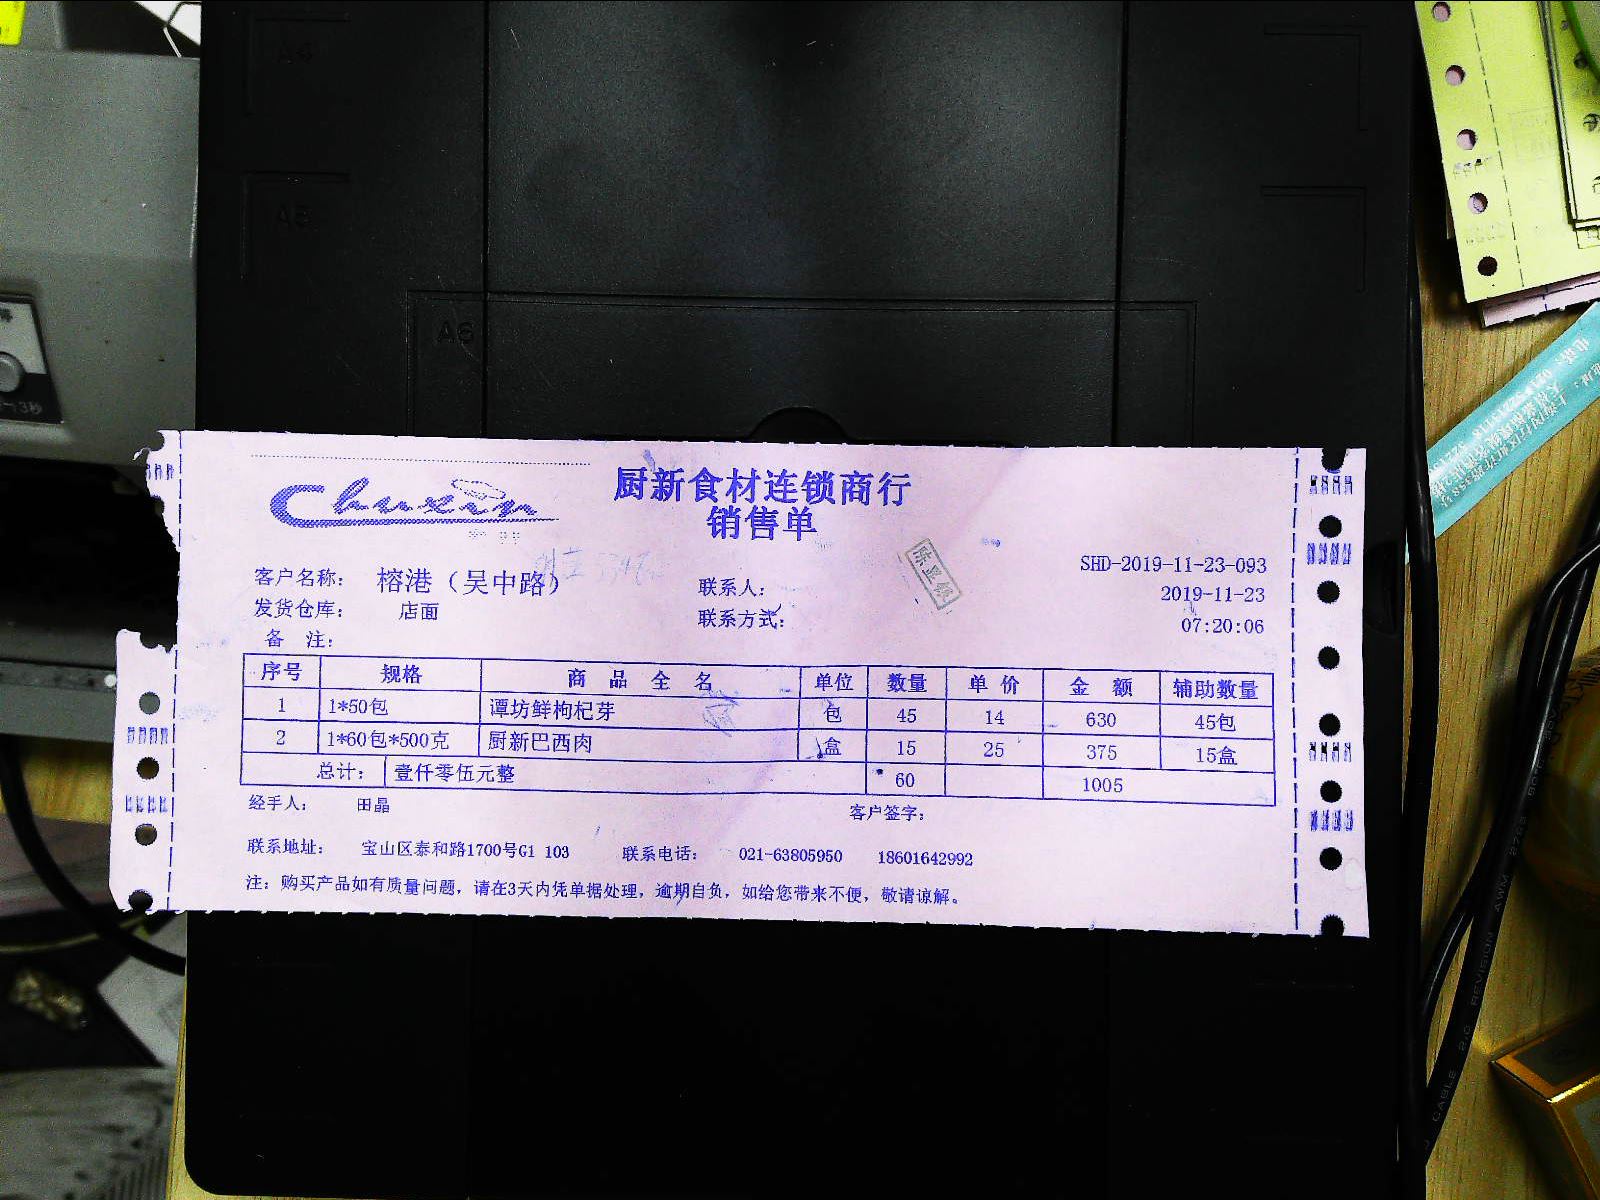 A6
A5
A6
Chuxin
厨新食材连锁商行
销售单
陈显银
SHD-2019-11-23-093
客户名称： 榕港（吴中路） 联系人： 2019-11-23
发货仓库： 店面 联系方式： 07:20:06
备 注：
序号 规格 商 品 全 名 单位 数量 单 价 金 额 辅助数量
1 1*50包 谭坊鲜枸杞芽 包 45 14 630 45包
2 1*60包*500克 厨新巴西肉 盒 15 25 375 15盒
总计： 壹仟零伍元整 60 1005
经手人： 田晶 客户签字：
联系地址： 宝山区泰和路1700号G1 103 联系电话： 021-63805950 18601642992
注：购买产品如有质量问题，请在3天内凭单据处理，逾期自负，如给您带来不便，敬请谅解。